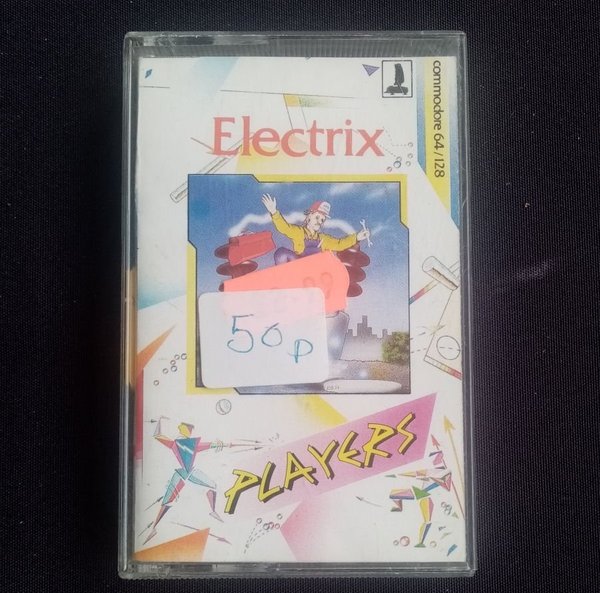 commodore 64/128
Electrix
50p
PLAYERS